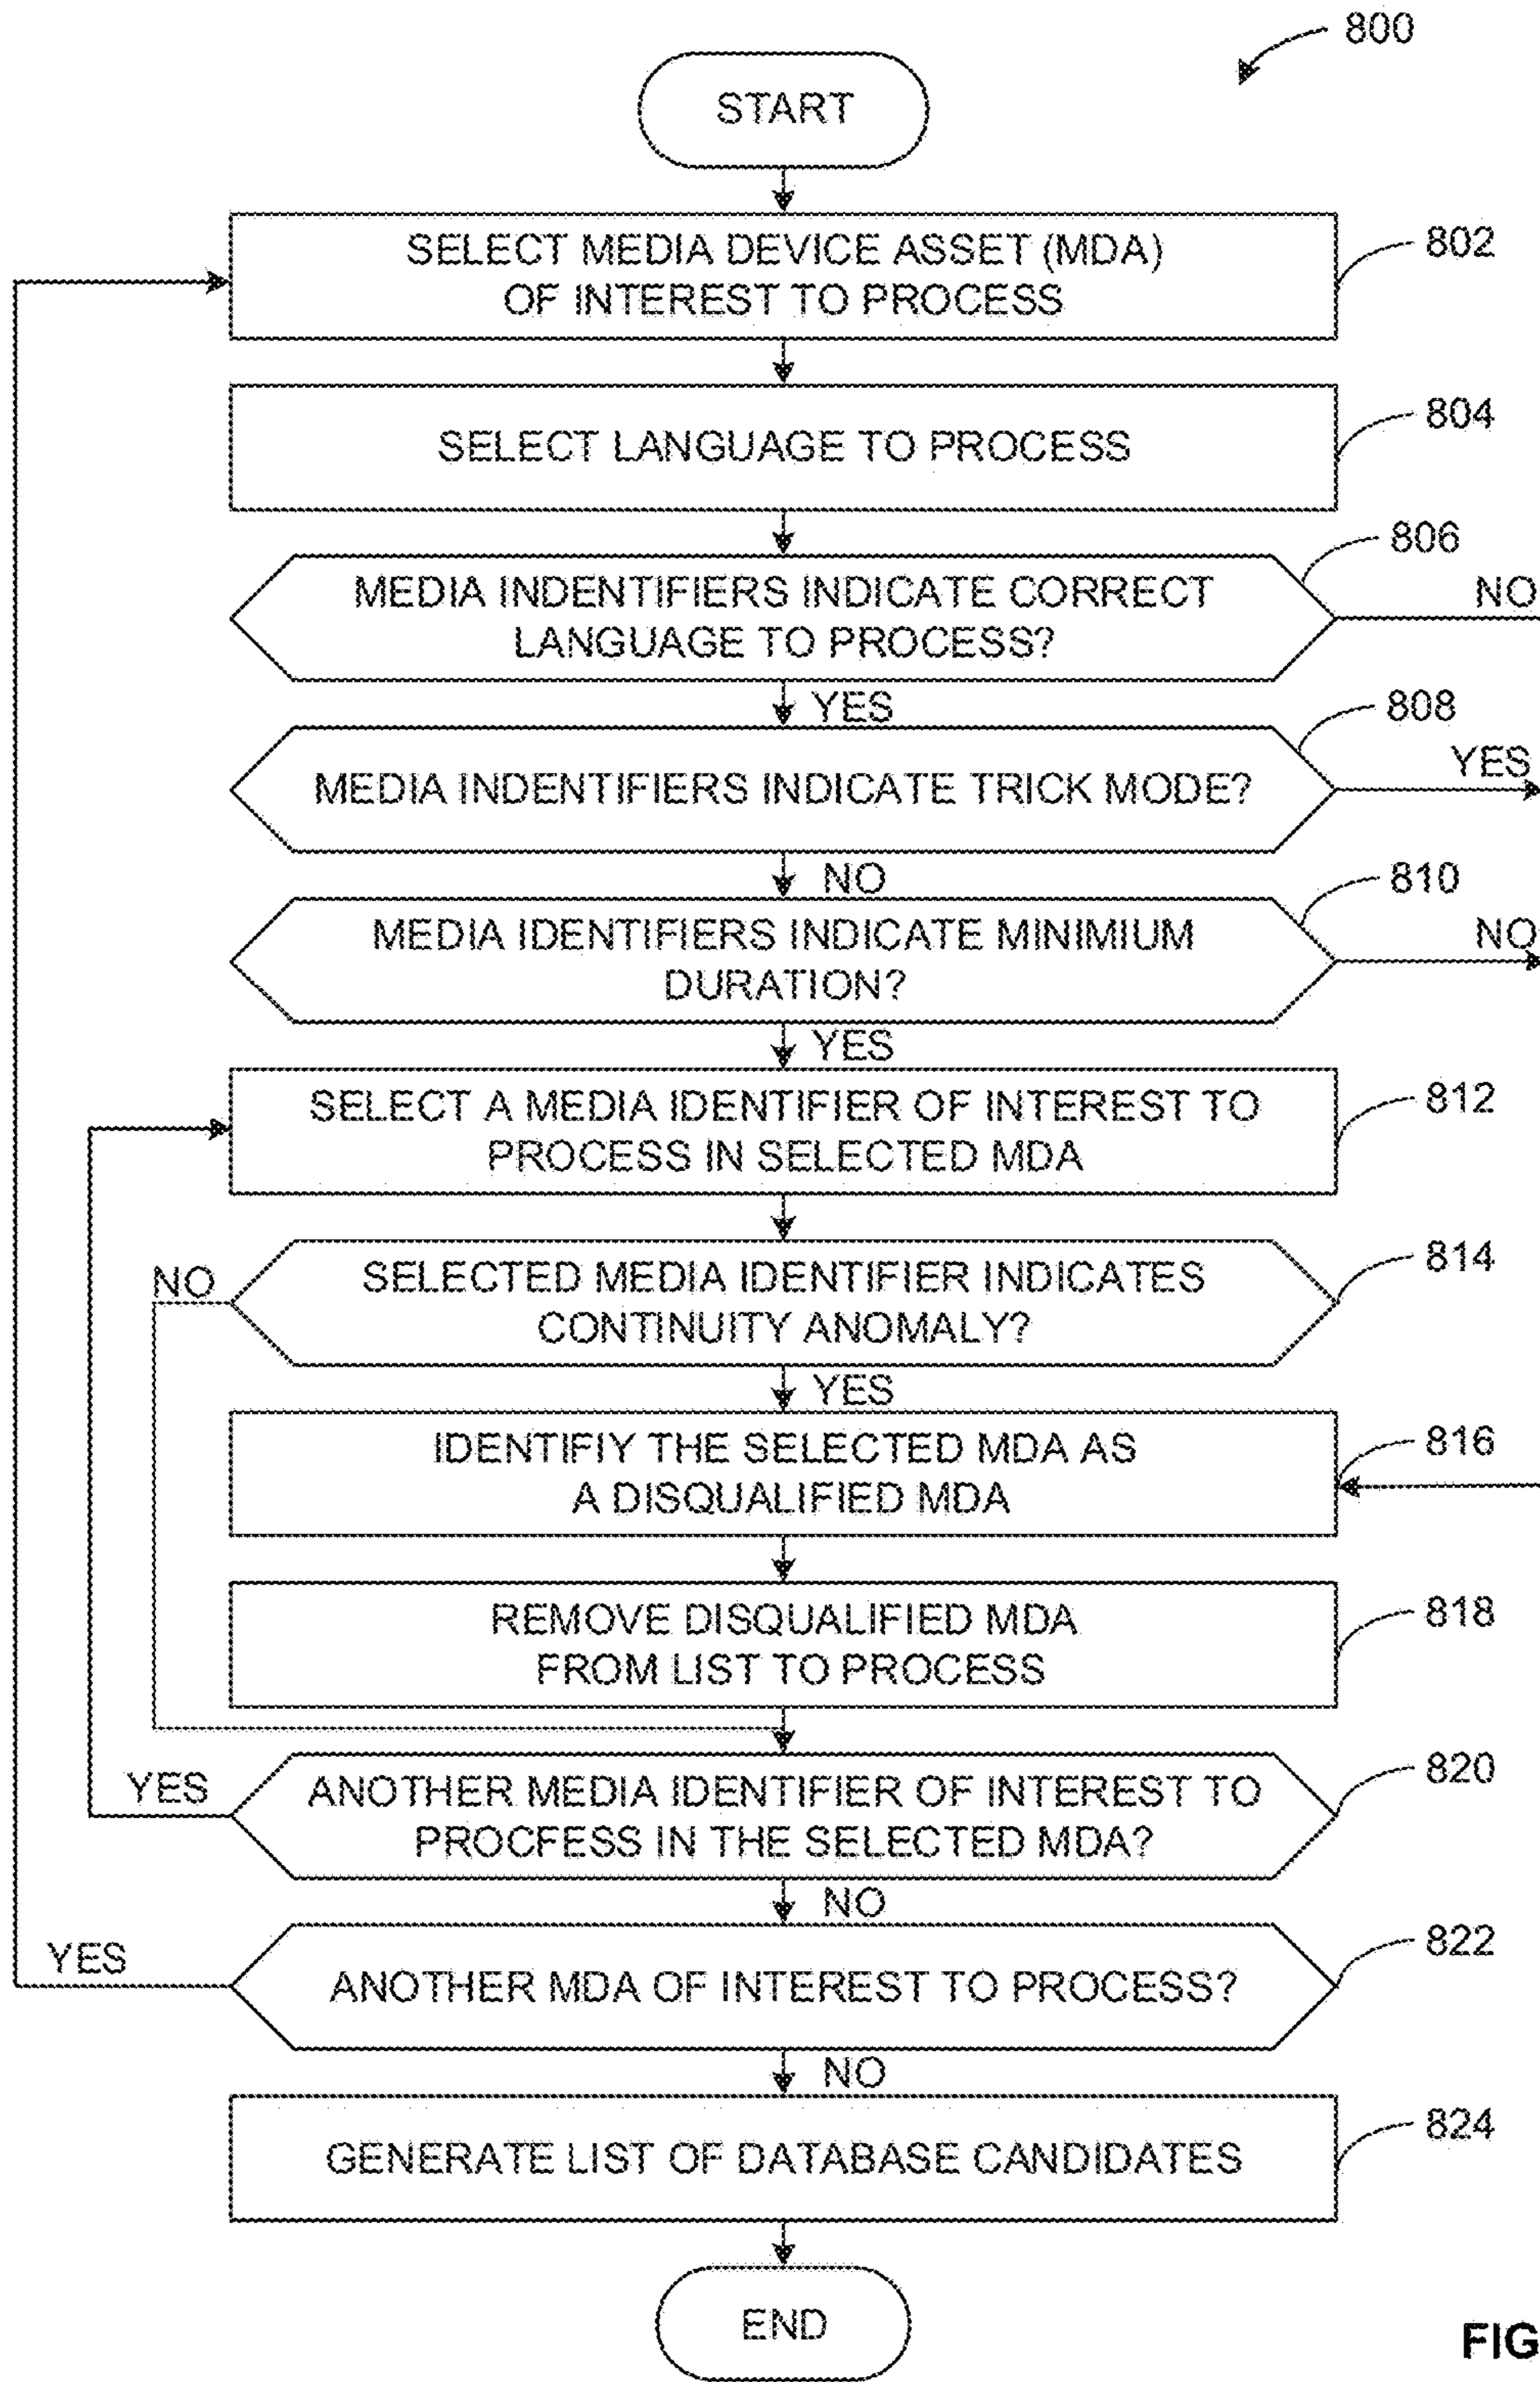 800
START
SELECT MEDIA DEVICE ASSET (MDA)
OF INTEREST TO PROCESS
802
SELECT LANGUAGE TO PROCESS
804
806
MEDIA INDENTIFIERS INDICATE CORRECT
LANGUAGE TO PROCESS?
NO
YES
808
MEDIA INDENTIFIERS INDICATE TRICK MODE?
YES
NO
810
MEDIA IDENTIFIERS INDICATE MINIMIUM
DURATION?
NO
YES
SELECT A MEDIA IDENTIFIER OF INTEREST TO
PROCESS IN SELECTED MDA
812
NO
SELECTED MEDIA IDENTIFIER INDICATES
CONTINUITY ANOMALY?
814
YES
IDENTIFIY THE SELECTED MDA AS
A DISQUALIFIED MDA
816
REMOVE DISQUALIFIED MDA
FROM LIST TO PROCESS
818
YES
ANOTHER MEDIA IDENTIFIER OF INTEREST TO
PROCFESS IN THE SELECTED MDA?
820
NO
YES
ANOTHER MDA OF INTEREST TO PROCESS?
822
NO
GENERATE LIST OF DATABASE CANDIDATES
824
END
FIG